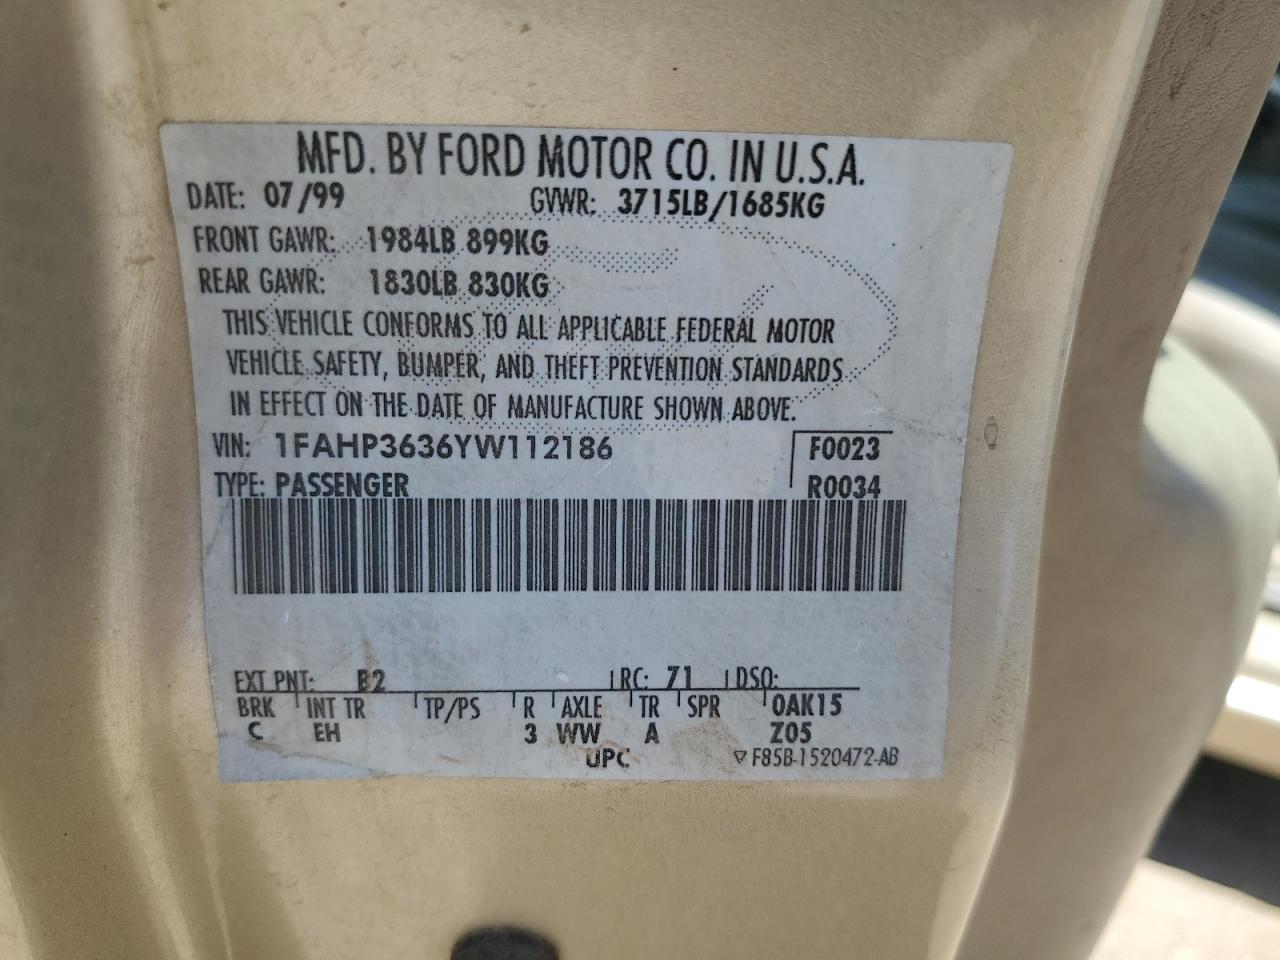 MFD. BY FORD MOTOR CO. IN U.S.A.
DATE: 07/99 GVWR: 3715LB/1685KG
FRONT GAWR: 1984LB 899KG
REAR GAWR: 1830LB 830KG
THIS VEHICLE CONFORMS TO ALL APPLICABLE FEDERAL MOTOR
VEHICLE SAFETY, BUMPER, AND THEFT PREVENTION STANDARDS
IN EFFECT ON THE DATE OF MANUFACTURE SHOWN ABOVE.
VIN: 1FAHP3636YW112186 F0023
TYPE: PASSENGER R0034
EXT PNT: B2 RC: 71 DSO:
BRK INT TR TP/PS R AXLE TR SPR 0AK15
C EH 3 WW A Z05
UPC ▽ F85B-1520472-AB